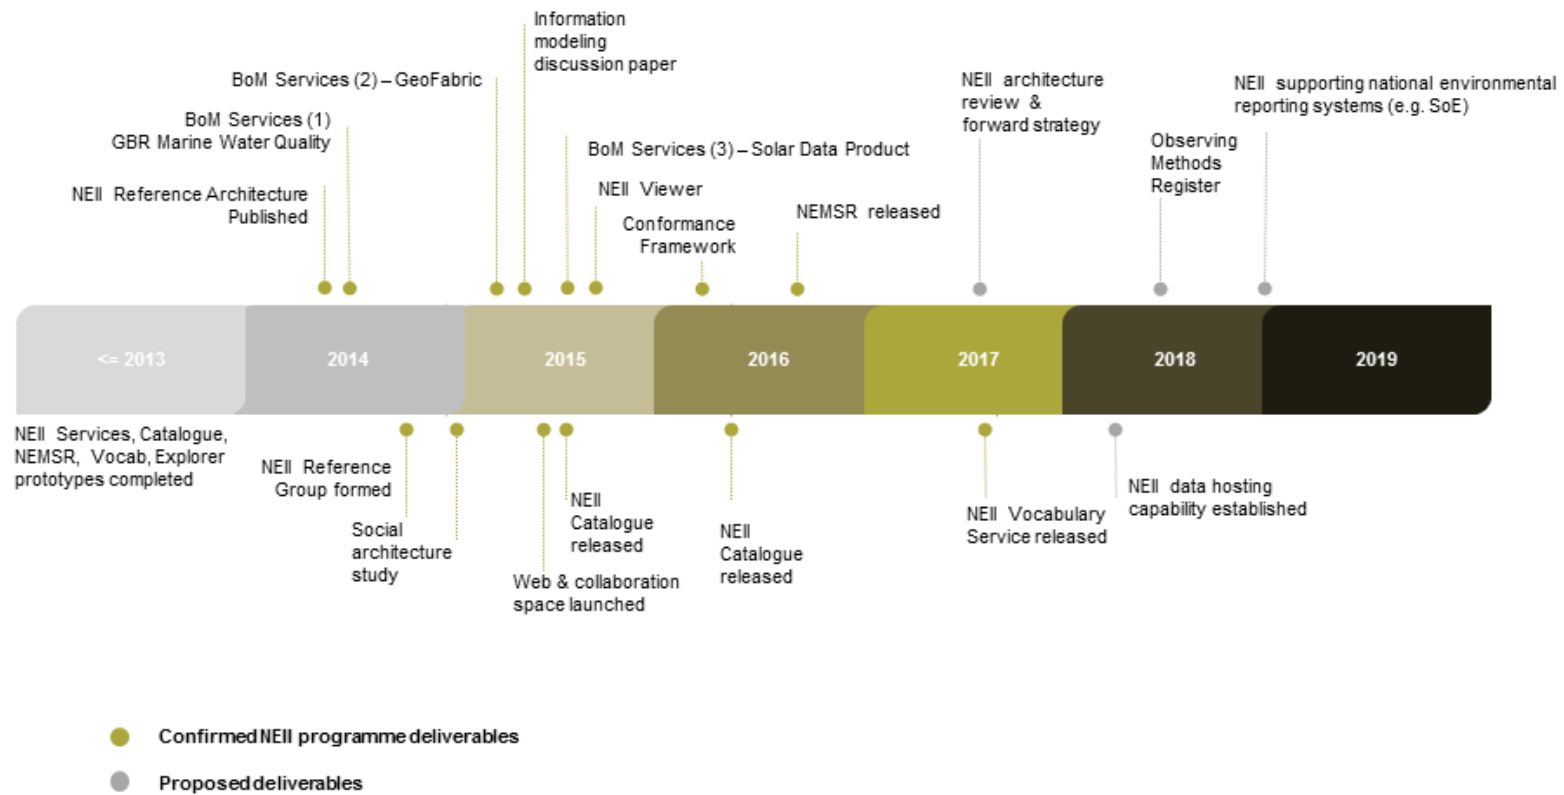 Information
modeling
discussion paper
BoM Services (2) – GeoFabric
BoM Services (1)
GBR Marine Water Quality
NEII Reference Architecture
Published
BoM Services (3) – Solar Data Product
NEII Viewer
Conformance
Framework
NEMSR released
NEII architecture
review &
forward strategy
Observing
Methods
Register
NEII supporting national environmental
reporting systems (e.g. SoE)
<= 2013
2014
2015
2016
2017
2018
2019
NEII Services, Catalogue,
NEMSR, Vocab, Explorer
prototypes completed
NEII Reference
Group formed
Social
architecture
study
NEII
Catalogue
released
Web & collaboration
space launched
NEII
Catalogue
released
NEII Vocabulary
Service released
NEII data hosting
capability established
Confirmed NEII programme deliverables
Proposed deliverables